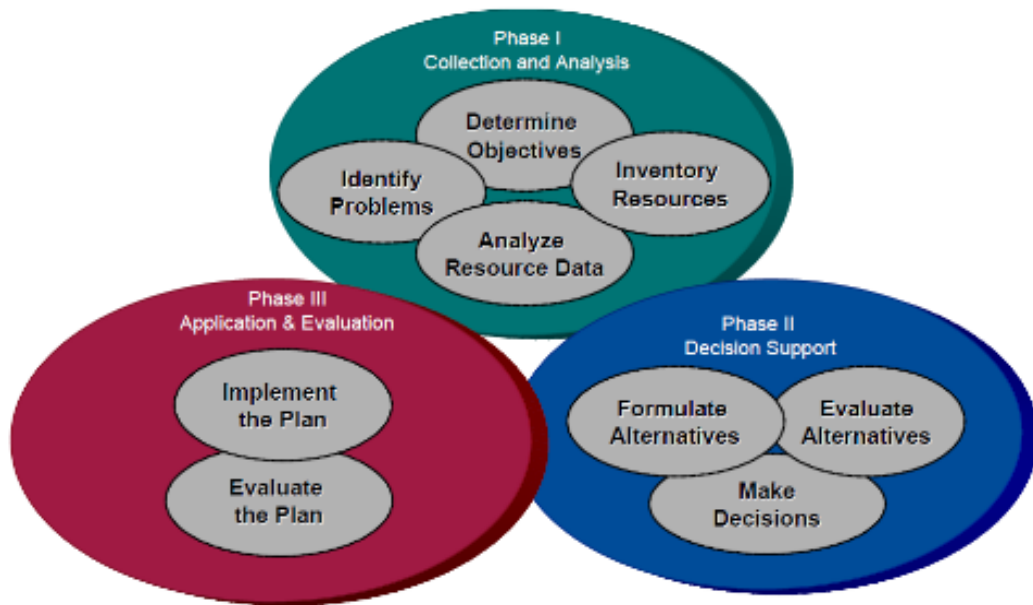 Phase I
Collection and Analysis
Determine
Objectives
Identify
Problems
Inventory
Resources
Analyze
Resource Data
Phase III
Application & Evaluation
Implement
the Plan
Evaluate
the Plan
Phase II
Decision Support
Formulate
Alternatives
Evaluate
Alternatives
Make
Decisions